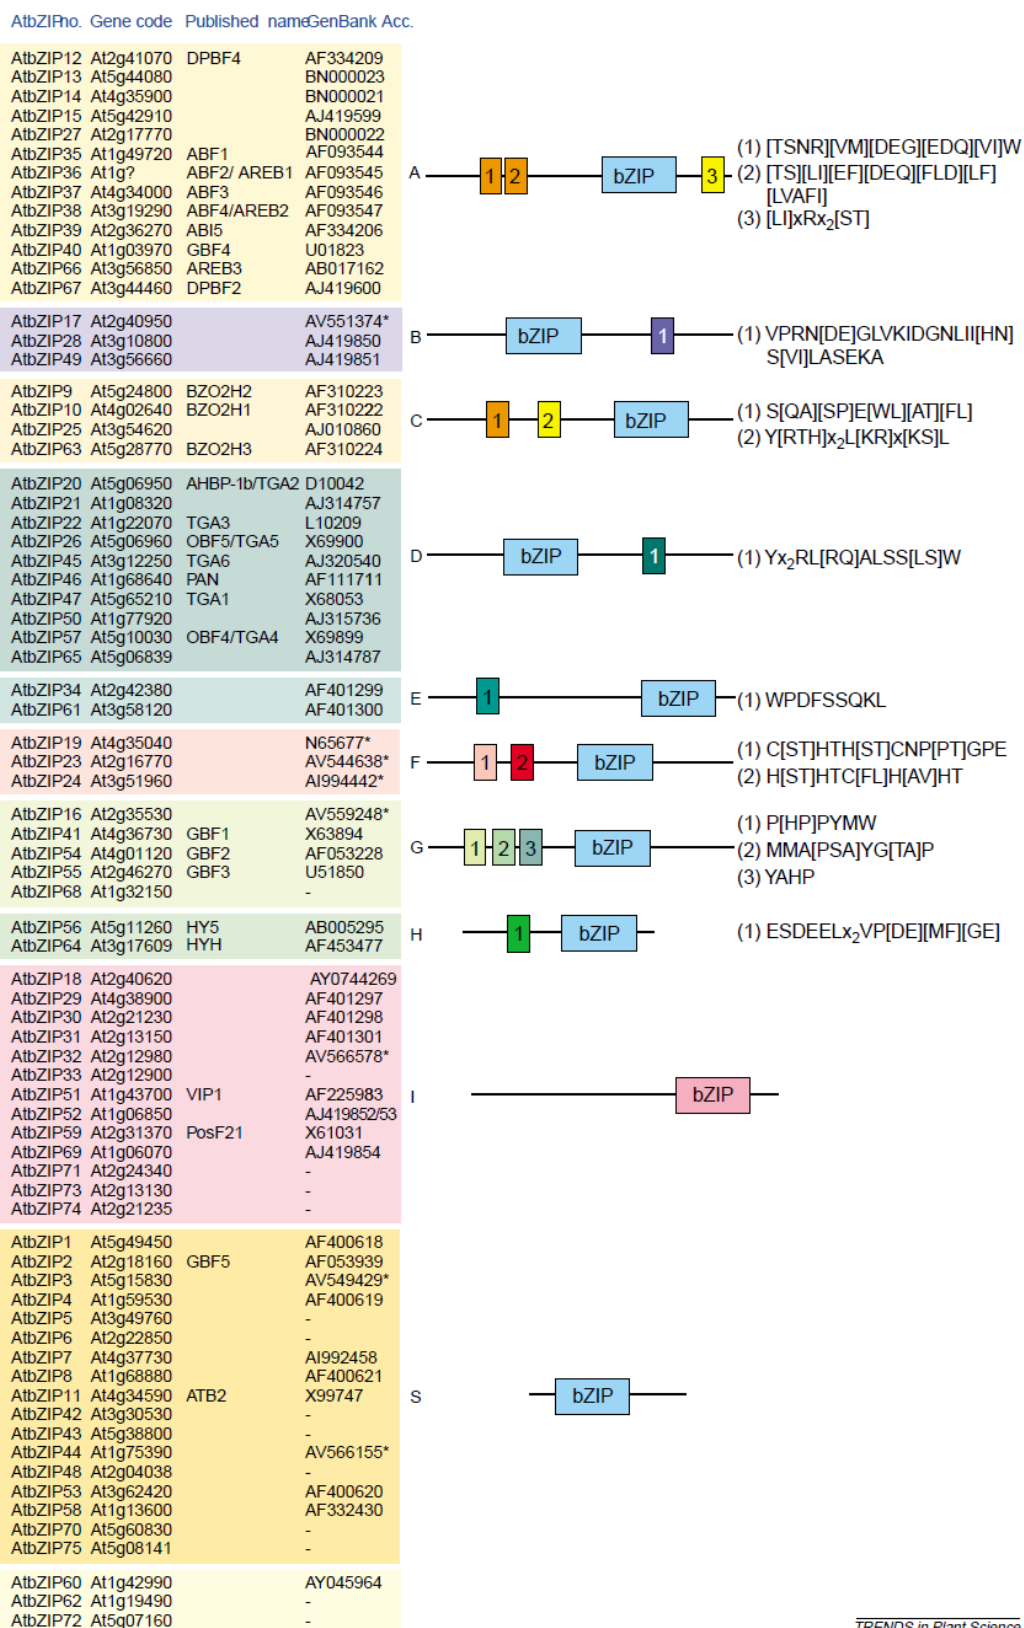 AtbZIPno. Gene code Published name GenBank Acc.
AtbZIP12 At2g41070 DPBF4 AF334209
AtbZIP13 At5g44080 BN000023
AtbZIP14 At4g35900 BN000021
AtbZIP15 At5g42910 AJ419599
AtbZIP27 At2g17770 BN000022
AtbZIP35 At1g49720 ABF1 AF093544
AtbZIP36 At1g? ABF2/ AREB1 AF093545
AtbZIP37 At4g34000 ABF3 AF093546
AtbZIP38 At3g19290 ABF4/AREB2 AF093547
AtbZIP39 At2g36270 ABI5 AF334206
AtbZIP40 At1g03970 GBF4 U01823
AtbZIP66 At3g56850 AREB3 AB017162
AtbZIP67 At3g44460 DPBF2 AJ419600
A 1 2 bZIP 3
(1) [TSNR][VM][DEG][EDQ][VI]W
(2) [TS][LI][EF][DEQ][FLD][LF]
[LVAFI]
(3) [LI]xRx2[ST]
AtbZIP17 At2g40950 AV551374*
AtbZIP28 At3g10800 AJ419850
AtbZIP49 At3g56660 AJ419851
B bZIP 1
(1) VPRN[DE]GLVKIDGNLII[HN]
S[VI]LASEKA
AtbZIP9 At5g24800 BZO2H2 AF310223
AtbZIP10 At4g02640 BZO2H1 AF310222
AtbZIP25 At3g54620 AJ010860
AtbZIP63 At5g28770 BZO2H3 AF310224
C 1 2 bZIP
(1) S[QA][SP]E[WL][AT][FL]
(2) Y[RTH]x2L[KR]x[KS]L
AtbZIP20 At5g06950 AHBP-1b/TGA2 D10042
AtbZIP21 At1g08320 AJ314757
AtbZIP22 At1g22070 TGA3 L10209
AtbZIP26 At5g06960 OBF5/TGA5 X69900
AtbZIP45 At3g12250 TGA6 AJ320540
AtbZIP46 At1g68640 PAN AF111711
AtbZIP47 At5g65210 TGA1 X68053
AtbZIP50 At1g77920 AJ315736
AtbZIP57 At5g10030 OBF4/TGA4 X69899
AtbZIP65 At5g06839 AJ314787
D bZIP 1
(1) Yx2RL[RQ]ALSS[LS]W
AtbZIP34 At2g42380 AF401299
AtbZIP61 At3g58120 AF401300
E 1 bZIP
(1) WPDFSSQKL
AtbZIP19 At4g35040 N65677*
AtbZIP23 At2g16770 AV544638*
AtbZIP24 At3g51960 AI994442*
F 1 2 bZIP
(1) C[ST]HTH[ST]CNP[PT]GPE
(2) H[ST]HTC[FL]H[AV]HT
AtbZIP16 At2g35530 AV559248*
AtbZIP41 At4g36730 GBF1 X63894
AtbZIP54 At4g01120 GBF2 AF053228
AtbZIP55 At2g46270 GBF3 U51850
AtbZIP68 At1g32150 -
G 1 2 3 bZIP
(1) P[HP]PYMW
(2) MMA[PSA]YG[TA]P
(3) YAHP
AtbZIP56 At5g11260 HY5 AB005295
AtbZIP64 At3g17609 HYH AF453477
H 1 bZIP
(1) ESDEELx2VP[DE][MF][GE]
AtbZIP18 At2g40620 AY0744269
AtbZIP29 At4g38900 AF401297
AtbZIP30 At2g21230 AF401298
AtbZIP31 At2g13150 AF401301
AtbZIP32 At2g12980 AV566578*
AtbZIP33 At2g12900 -
AtbZIP51 At1g43700 VIP1 AF225983
AtbZIP52 At1g06850 AJ419852/53
AtbZIP59 At2g31370 PosF21 X61031
AtbZIP69 At1g06070 AJ419854
AtbZIP71 At2g24340 -
AtbZIP73 At2g13130 -
AtbZIP74 At2g21235 -
I bZIP
AtbZIP1 At5g49450 AF400618
AtbZIP2 At2g18160 GBF5 AF053939
AtbZIP3 At5g15830 AV549429*
AtbZIP4 At1g59530 AF400619
AtbZIP5 At3g49760 -
AtbZIP6 At2g22850 -
AtbZIP7 At4g37730 AI992458
AtbZIP8 At1g68880 AF400621
AtbZIP11 At4g34590 ATB2 X99747
AtbZIP42 At3g30530 -
AtbZIP43 At5g38800 -
AtbZIP44 At1g75390 AV566155*
AtbZIP48 At2g04038 -
AtbZIP53 At3g62420 AF400620
AtbZIP58 At1g13600 AF332430
AtbZIP70 At5g60830 -
AtbZIP75 At5g08141 -
S bZIP
AtbZIP60 At1g42990 AY045964
AtbZIP62 At1g19490 -
AtbZIP72 At5g07160 -
TRENDS in Plant Science